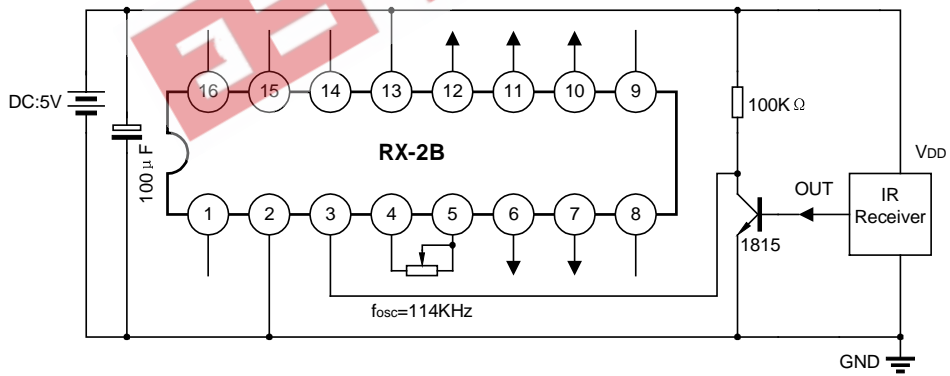 16 15 14 13 12 11 10 9
DC:5V
100KΩ
100μF
RX-2B
VDD
OUT
IR
Receiver
1 2 3 4 5 6 7 8
1815
fosc=114KHz
GND